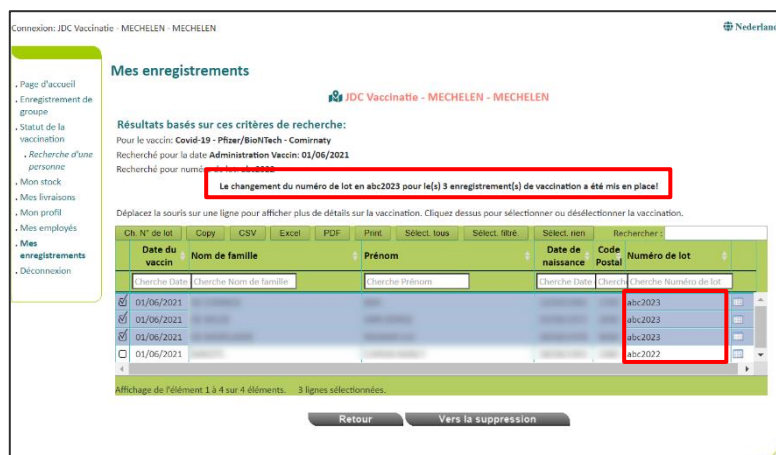 Connexion: JDC Vaccinatie - MECHELEN - MECHELEN
Nederland
Page d'accueil
Enregistrement de groupe
Statut de la vaccination
Recherche d'une personne
Mon stock
Mes livraisons
Mon profil
Mes employés
Mes enregistrements
Déconnexion
Mes enregistrements
JDC Vaccinatie - MECHELEN - MECHELEN
Résultats basés sur ces critères de recherche:
Pour le vaccin: Covid-19 - Pfizer/BioNTech - Comirnaty
Recherché pour la date Administration Vaccin: 01/06/2021
Recherché pour numéro
Le changement du numéro de lot en abc2023 pour le(s) 3 enregistrement(s) de vaccination a été mis en place!
Déplacez la souris sur une ligne pour afficher plus de détails sur la vaccination. Cliquez dessus pour sélectionner ou désélectionner la vaccination.
Ch. N° de lot Copy CSV Excel PDF Print Sélect. tous Sélect. filtré. Sélect. rien Rechercher :
Date du vaccin Nom de famille Prénom Date de naissance Code Postal Numéro de lot
Cherche Date Cherche Nom de famille Cherche Prénom Cherche Date Cherch Cherche Numéro de lot
01/06/2021 abc2023
01/06/2021 abc2023
01/06/2021 abc2023
01/06/2021 abc2022
Affichage de l'élément 1 à 4 sur 4 éléments. 3 lignes sélectionnées.
Retour Vers la suppression